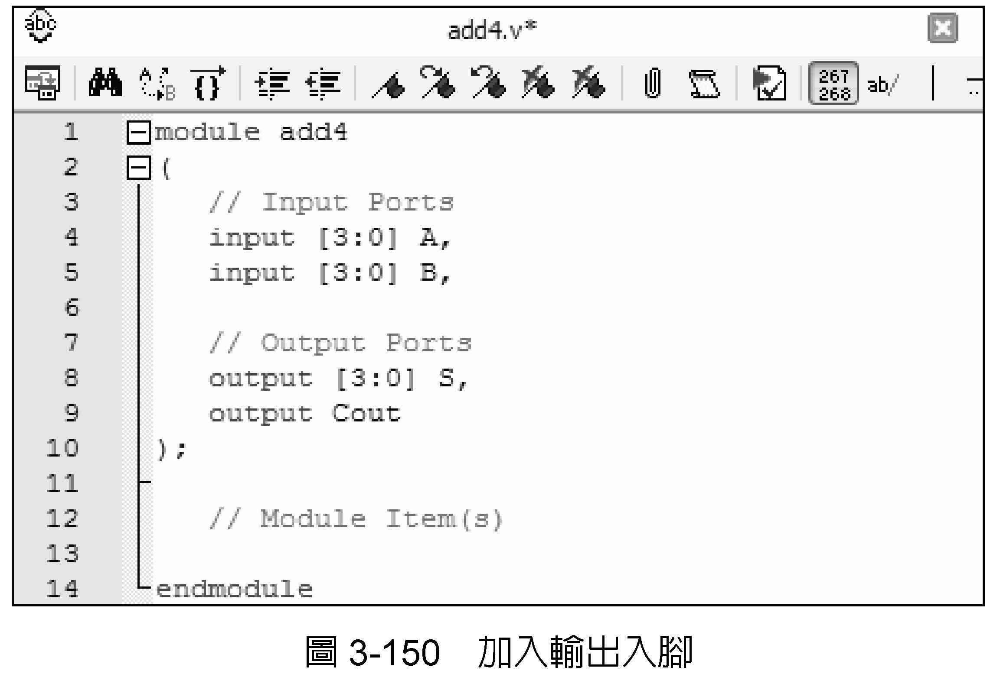 abc
add4.v*
A B {} 267 268 ab/
1 module add4
2 (
3 // Input Ports
4 input [3:0] A,
5 input [3:0] B,
6
7 // Output Ports
8 output [3:0] S,
9 output Cout
10 );
11
12 // Module Item(s)
13
14 endmodule
圖 3-150 加入輸出入腳